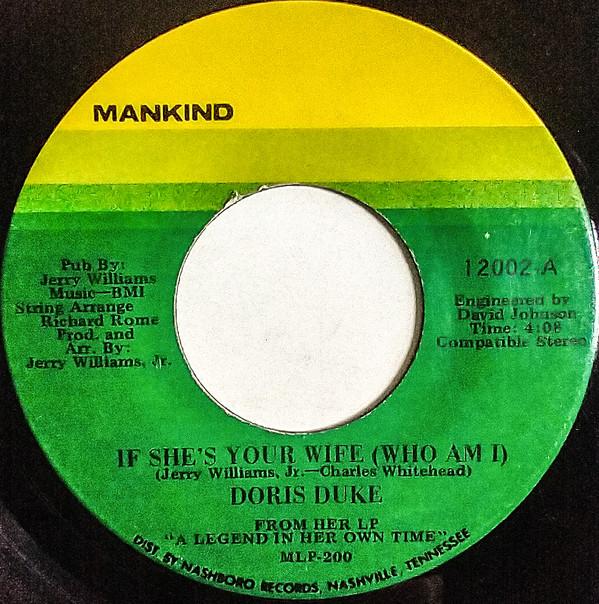 MANKIND
Pub By:
Jerry Williams
Music—BMI
String Arrange
Richard Rome
Prod. and
Arr. By:
Jerry Williams, Jr.
12002-A
Engineered by
David Johnson
Time: 4:08
Compatible Stereo
IF SHE'S YOUR WIFE (WHO AM I)
(Jerry Williams, Jr.—Charles Whitehead)
DORIS DUKE
FROM HER LP
"A LEGEND IN HER OWN TIME"
MLP-200
DIST. BY NASHBORO RECORDS, NASHVILLE, TENNESSEE